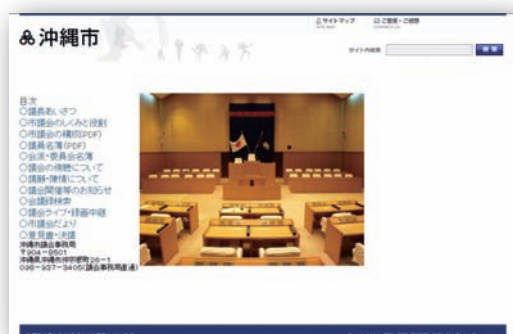 沖縄市
サイトマップ
ご意見・ご感想
サイト内検索
検索
目次
○議長あいさつ
○市議会のしくみと役割
○市議会の構成(PDF)
○議員名簿(PDF)
○会派・委員会名簿
○議会の傍聴について
○請願・陳情について
○議会開催等のお知らせ
○会議録検索
○議会ライブ・録画中継
○市議会だより
○意見書・決議
沖縄市議会事務局
〒904-8501
沖縄県沖縄市仲宗根町26-1
098-937-3405(議会事務局直通)